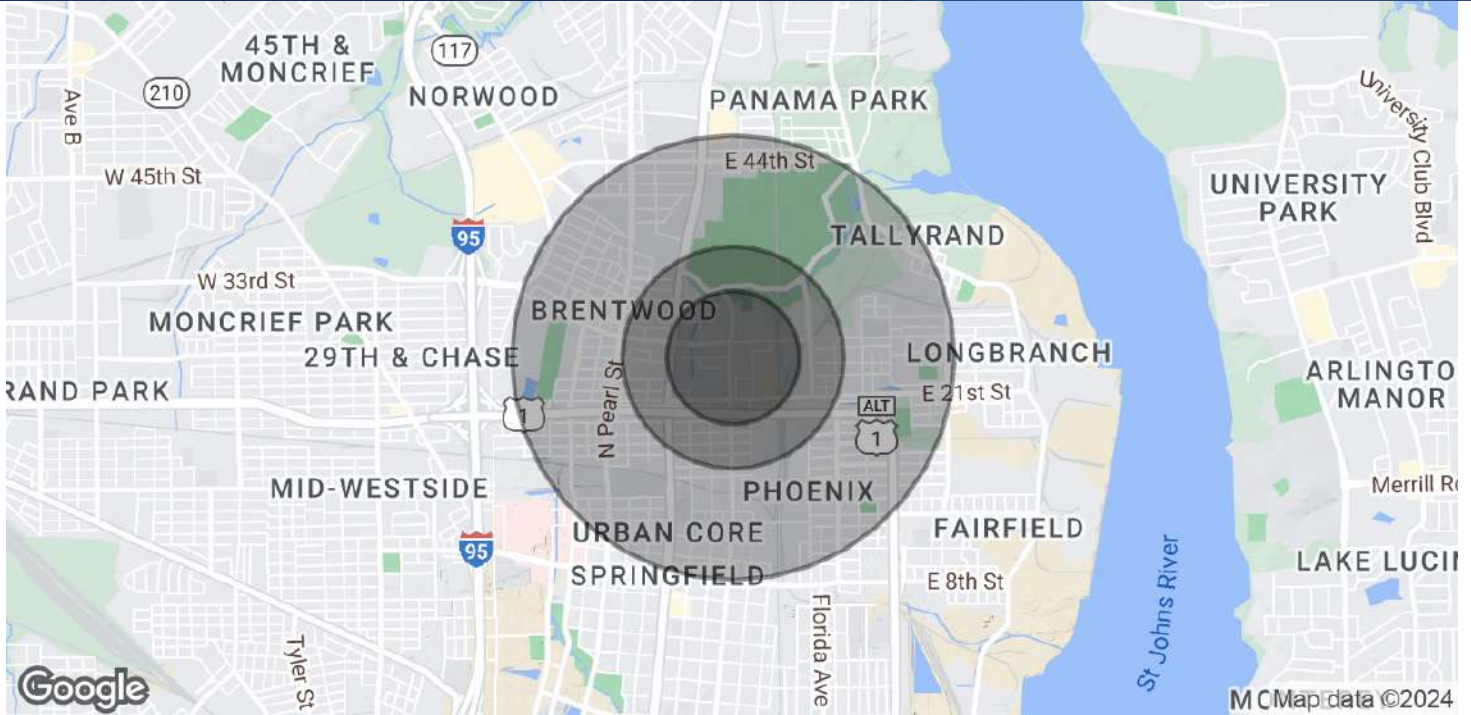 45TH &
MONCRIEF
117
210
NORWOOD
PANAMA PARK
Ave B
University Club Blvd
E 44th St
W 45th St
UNIVERSITY
PARK
95
TALLYRAND
W 33rd St
BRENTWOOD
MONCRIEF PARK
29TH & CHASE
LONGBRANCH
N Pearl St
RAND PARK
E 21st St
ARLINGTO
MANOR
ALT
1
1
MID-WESTSIDE
PHOENIX
Merrill Ro
URBAN CORE
FAIRFIELD
95
SPRINGFIELD
E 8th St
LAKE LUCIN
St Johns River
Florida Ave
Tyler St
Google
Map data ©2024